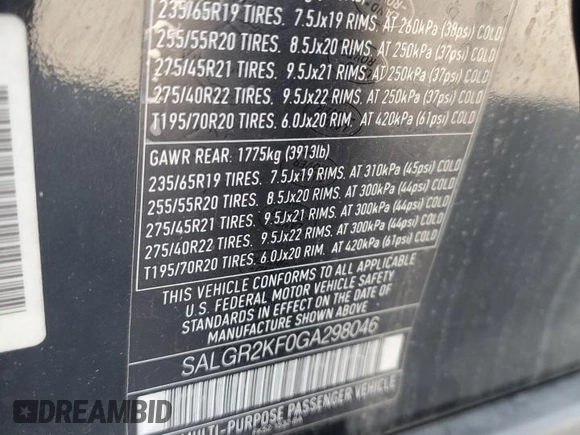 235/65R19 TIRES. 7.5Jx19 RIMS. AT 260kPa (38psi) COLD
255/55R20 TIRES. 8.5Jx20 RIMS. AT 250kPa (37psi) COLD
275/45R21 TIRES. 9.5Jx21 RIMS. AT 250kPa (37psi) COLD
275/40R22 TIRES. 9.5Jx22 RIMS. AT 250kPa (37psi) COLD
T195/70R20 TIRES. 6.0Jx20 RIM. AT 420kPa (61psi) COLD
GAWR REAR: 1775kg (3913lb)
235/65R19 TIRES. 7.5Jx19 RIMS. AT 310kPa (45psi) COLD
255/55R20 TIRES. 8.5Jx20 RIMS. AT 300kPa (44psi) COLD
275/45R21 TIRES. 9.5Jx21 RIMS. AT 300kPa (44psi) COLD
275/40R22 TIRES. 9.5Jx22 RIMS. AT 300kPa (44psi) COLD
T195/70R20 TIRES. 6.0Jx20 RIM. AT 420kPa (61psi) COLD
THIS VEHICLE CONFORMS TO ALL APPLICABLE
U.S. FEDERAL MOTOR VEHICLE SAFETY
STANDARDS IN EFFECT ON THE DATE OF
MANUFACTURE SHOWN ABOVE
SALGR2KF0GA298046
MULTI-PURPOSE PASSENGER VEHICLE
DREAMBID